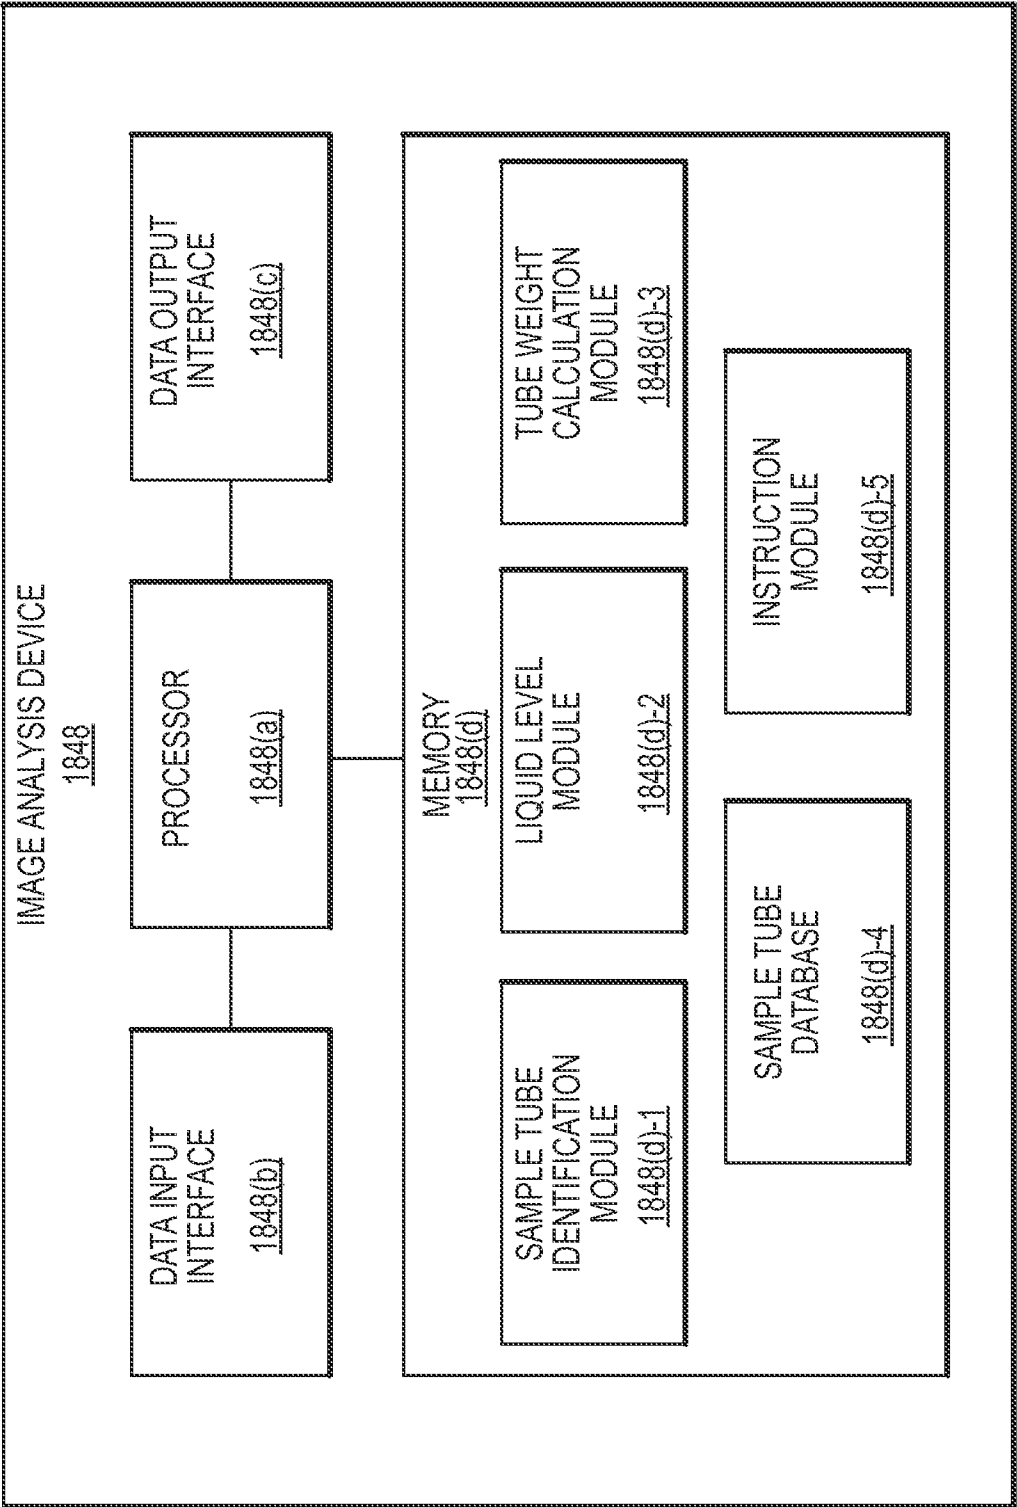 IMAGE ANALYSIS DEVICE
1848
DATA INPUT
INTERFACE
1848(b)
PROCESSOR
1848(a)
DATA OUTPUT
INTERFACE
1848(c)
MEMORY
1848(d)
SAMPLE TUBE
IDENTIFICATION
MODULE
1848(d)-1
LIQUID LEVEL
MODULE
1848(d)-2
TUBE WEIGHT
CALCULATION
MODULE
1848(d)-3
SAMPLE TUBE
DATABASE
1848(d)-4
INSTRUCTION
MODULE
1848(d)-5